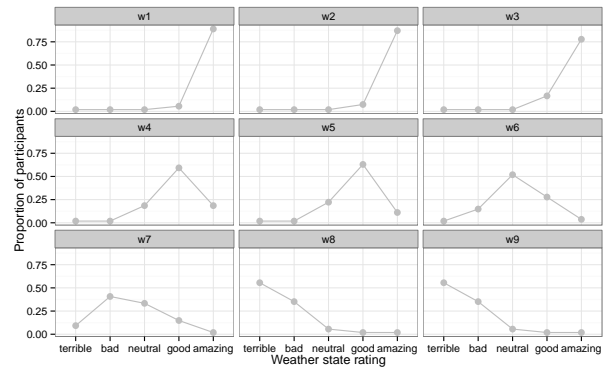 w1 w2 w3
0.75
0.50
0.25
0.00
w4 w5 w6
0.75
0.50
0.25
0.00
w7 w8 w9
0.75
0.50
0.25
0.00
Proportion of participants
terrible bad neutral good amazing terrible bad neutral good amazing terrible bad neutral good amazing
Weather state rating